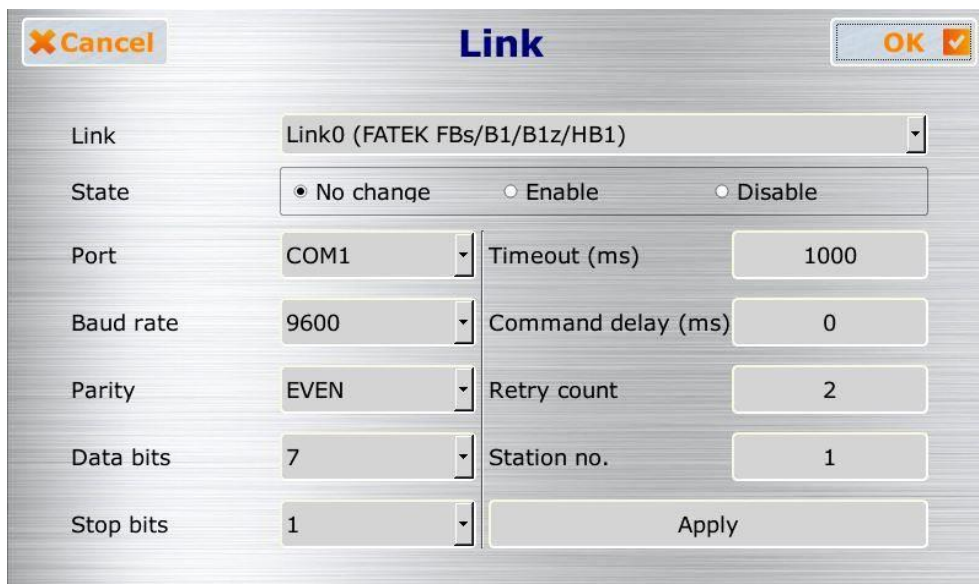 Cancel
Link
OK
Link
Link0 (FATEK FBs/B1/B1z/HB1)
State
No change
Enable
Disable
Port
COM1
Timeout (ms)
1000
Baud rate
9600
Command delay (ms)
0
Parity
EVEN
Retry count
2
Data bits
7
Station no.
1
Stop bits
1
Apply